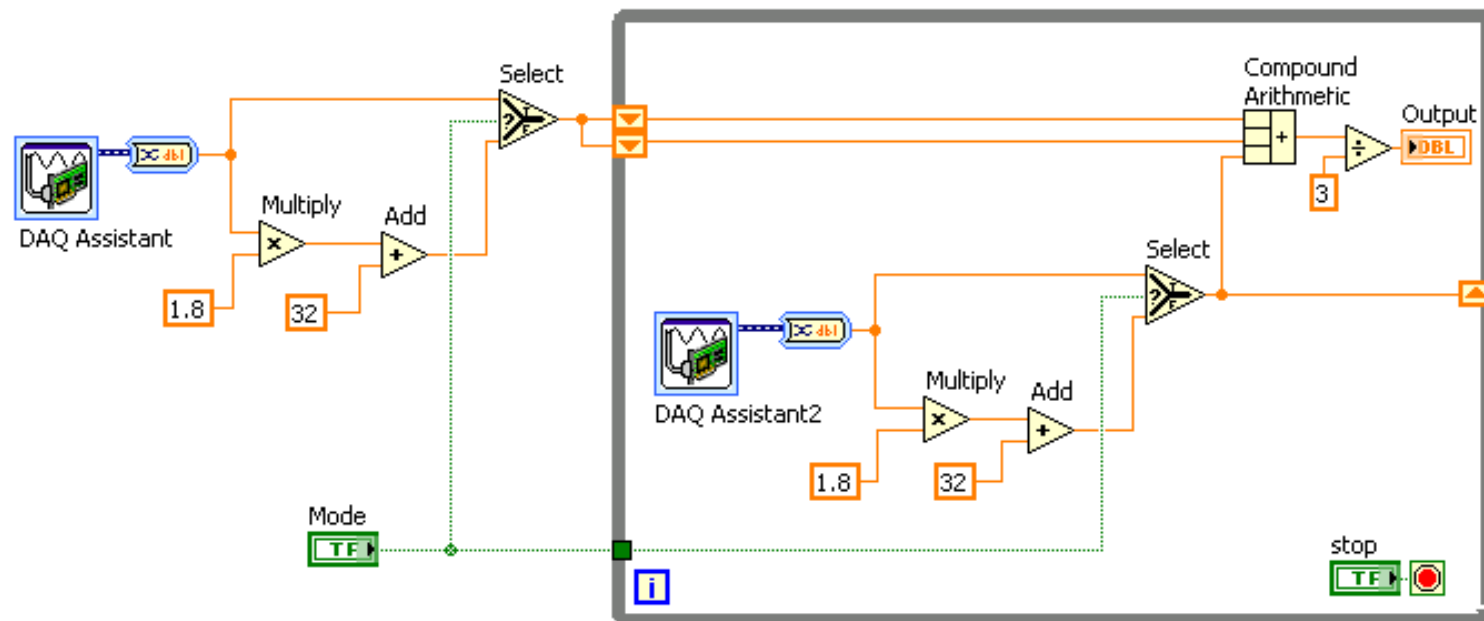 Select
Compound
Arithmetic
Output
T
?
F
dbl
+
DBL
÷
3
DAQ Assistant
Multiply
Add
×
+
1.8
32
Select
T
?
F
dbl
DAQ Assistant2
Multiply
Add
×
+
1.8
32
Mode
TF
stop
TF
i